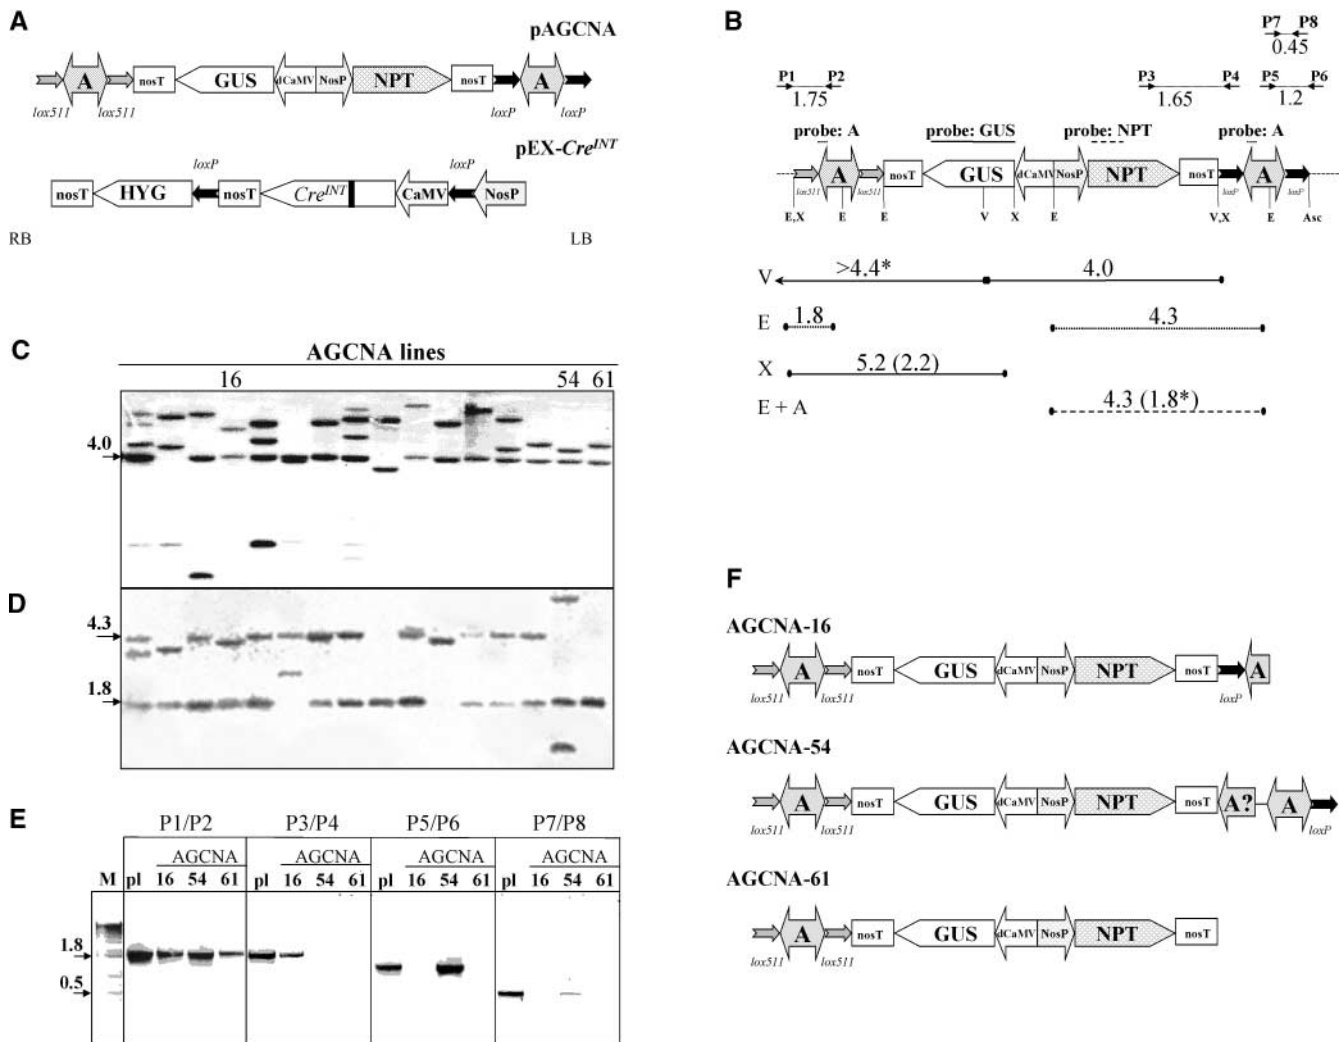 A
pAGCNA
A nosT GUS dCaMV NosP NPT nosT A
lox511 lox511 loxP loxP
pEX-Cre^INT
loxP loxP
nosT HYG nosT Cre^INT CaMV NosP
RB LB
B
P7 P8
0.45
P1 P2 P3 P4 P5 P6
1.75 1.65 1.2
probe: A probe: GUS probe: NPT probe: A
A nosT GUS dCaMV NosP NPT nosT A
lox511 lox511 loxP loxP
E,X E E V X E V,X E Asc
V >4.4* 4.0
E 1.8 4.3
X 5.2 (2.2)
E + A 4.3 (1.8*)
C
AGCNA lines
16 54 61
4.0
D
4.3
1.8
E
P1/P2 P3/P4 P5/P6 P7/P8
AGCNA AGCNA AGCNA AGCNA
M pl 16 54 61 pl 16 54 61 pl 16 54 61 pl 16 54 61
1.8
0.5
F
AGCNA-16
A nosT GUS dCaMV NosP NPT nosT A
lox511 lox511 loxP
AGCNA-54
A nosT GUS dCaMV NosP NPT nosT A? A
lox511 lox511 loxP
AGCNA-61
A nosT GUS dCaMV NosP NPT nosT
lox511 lox511